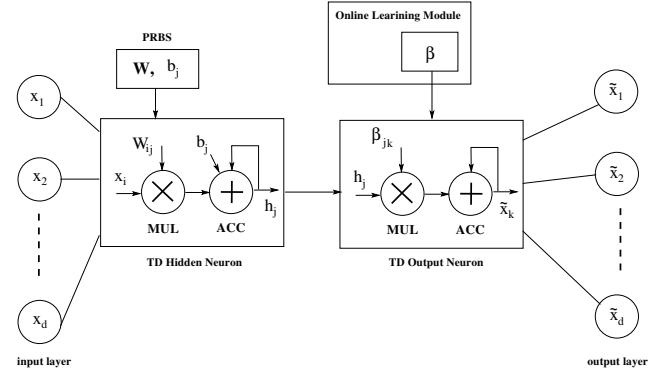 Online Learining Module
β
PRBS
W, b_j
x_1
x_2
x_d
input layer
W_ij
b_j
x_i
h_j
MUL
ACC
TD Hidden Neuron
β_jk
h_j
x̃_k
MUL
ACC
TD Output Neuron
x̃_1
x̃_2
x̃_d
output layer